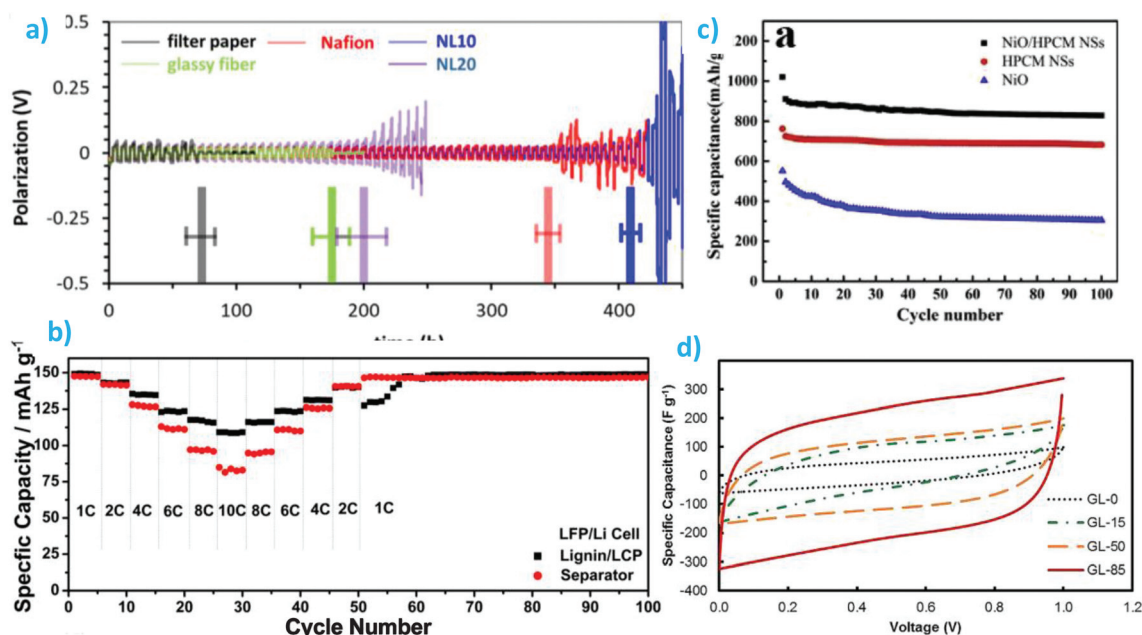 a)
filter paper
Nafion
NL10
glassy fiber
NL20
Polarization (V)
0.5
0.25
0
-0.25
-0.5
0
100
200
300
400
time (h)
c)
a
NiO/HPCM NSs
HPCM NSs
NiO
Specific capacitance(mAh/g
1200
1000
800
600
400
200
0
0 10 20 30 40 50 60 70 80 90 100
Cycle number
b)
Specfic Capacity / mAh g-1
150
125
100
75
50
25
0
1C 2C 4C 6C 8C 10C 8C 6C 4C 2C 1C
LFP/Li Cell
Lignin/LCP
Separator
0 10 20 30 40 50 60 70 80 90 100
Cycle Number
d)
Specific Capacitance (F g-1)
300
200
100
0
-100
-200
-300
-400
GL-0
GL-15
GL-50
GL-85
0.0 0.2 0.4 0.6 0.8 1.0 1.2
Voltage (V)